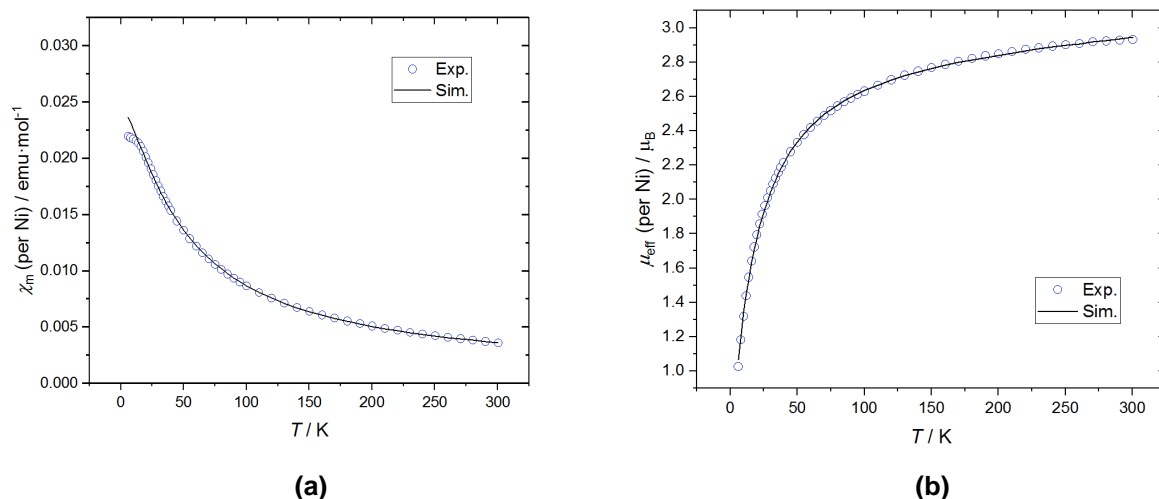 0.030
0.025
0.020
0.015
0.010
0.005
0.000
χm (per Ni) / emu·mol-1
Exp.
Sim.
0 50 100 150 200 250 300
T / K
(a)
3.0
2.8
2.6
2.4
2.2
2.0
1.8
1.6
1.4
1.2
1.0
μeff (per Ni) / μB
Exp.
Sim.
0 50 100 150 200 250 300
T / K
(b)